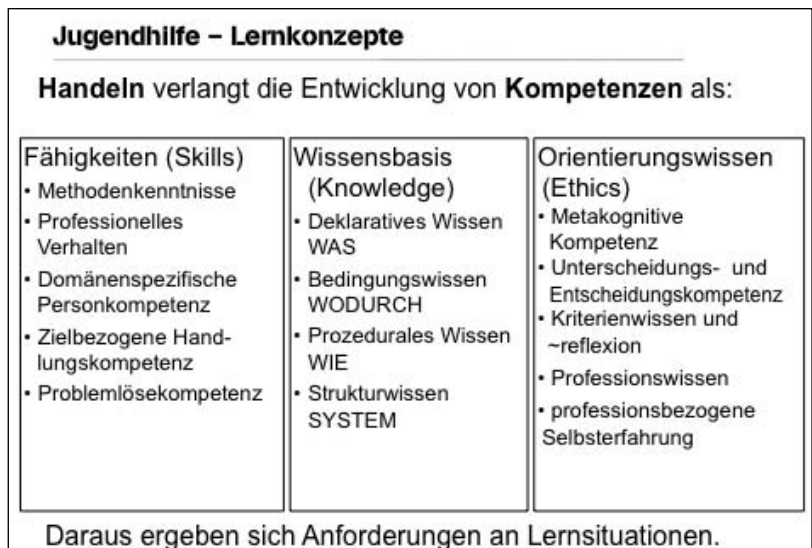 Jugendhilfe – Lernkonzepte
Handeln verlangt die Entwicklung von Kompetenzen als:
Fähigkeiten (Skills)
• Methodenkenntnisse
• Professionelles
Verhalten
• Domänenspezifische
Personkompetenz
• Zielbezogene Hand-
lungskompetenz
• Problemlösekompetenz
Wissensbasis
(Knowledge)
• Deklaratives Wissen
WAS
• Bedingungswissen
WODURCH
• Prozedurales Wissen
WIE
• Strukturwissen
SYSTEM
Orientierungswissen
(Ethics)
• Metakognitive
Kompetenz
• Unterscheidungs- und
Entscheidungskompetenz
• Kriterienwissen und
~reflexion
• Professionswissen
• professionsbezogene
Selbsterfahrung
Daraus ergeben sich Anforderungen an Lernsituationen.